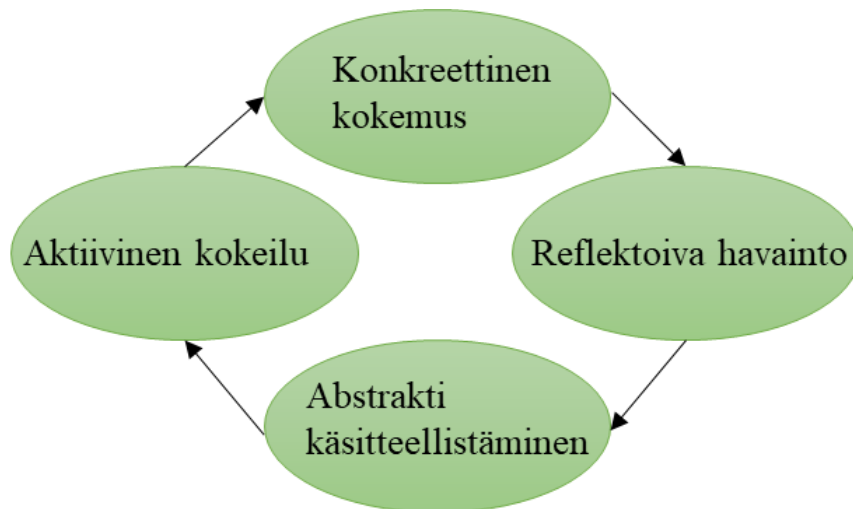 Konkreettinen
kokemus
Aktiivinen kokeilu
Reflektoiva havainto
Abstrakti
käsitteellistäminen